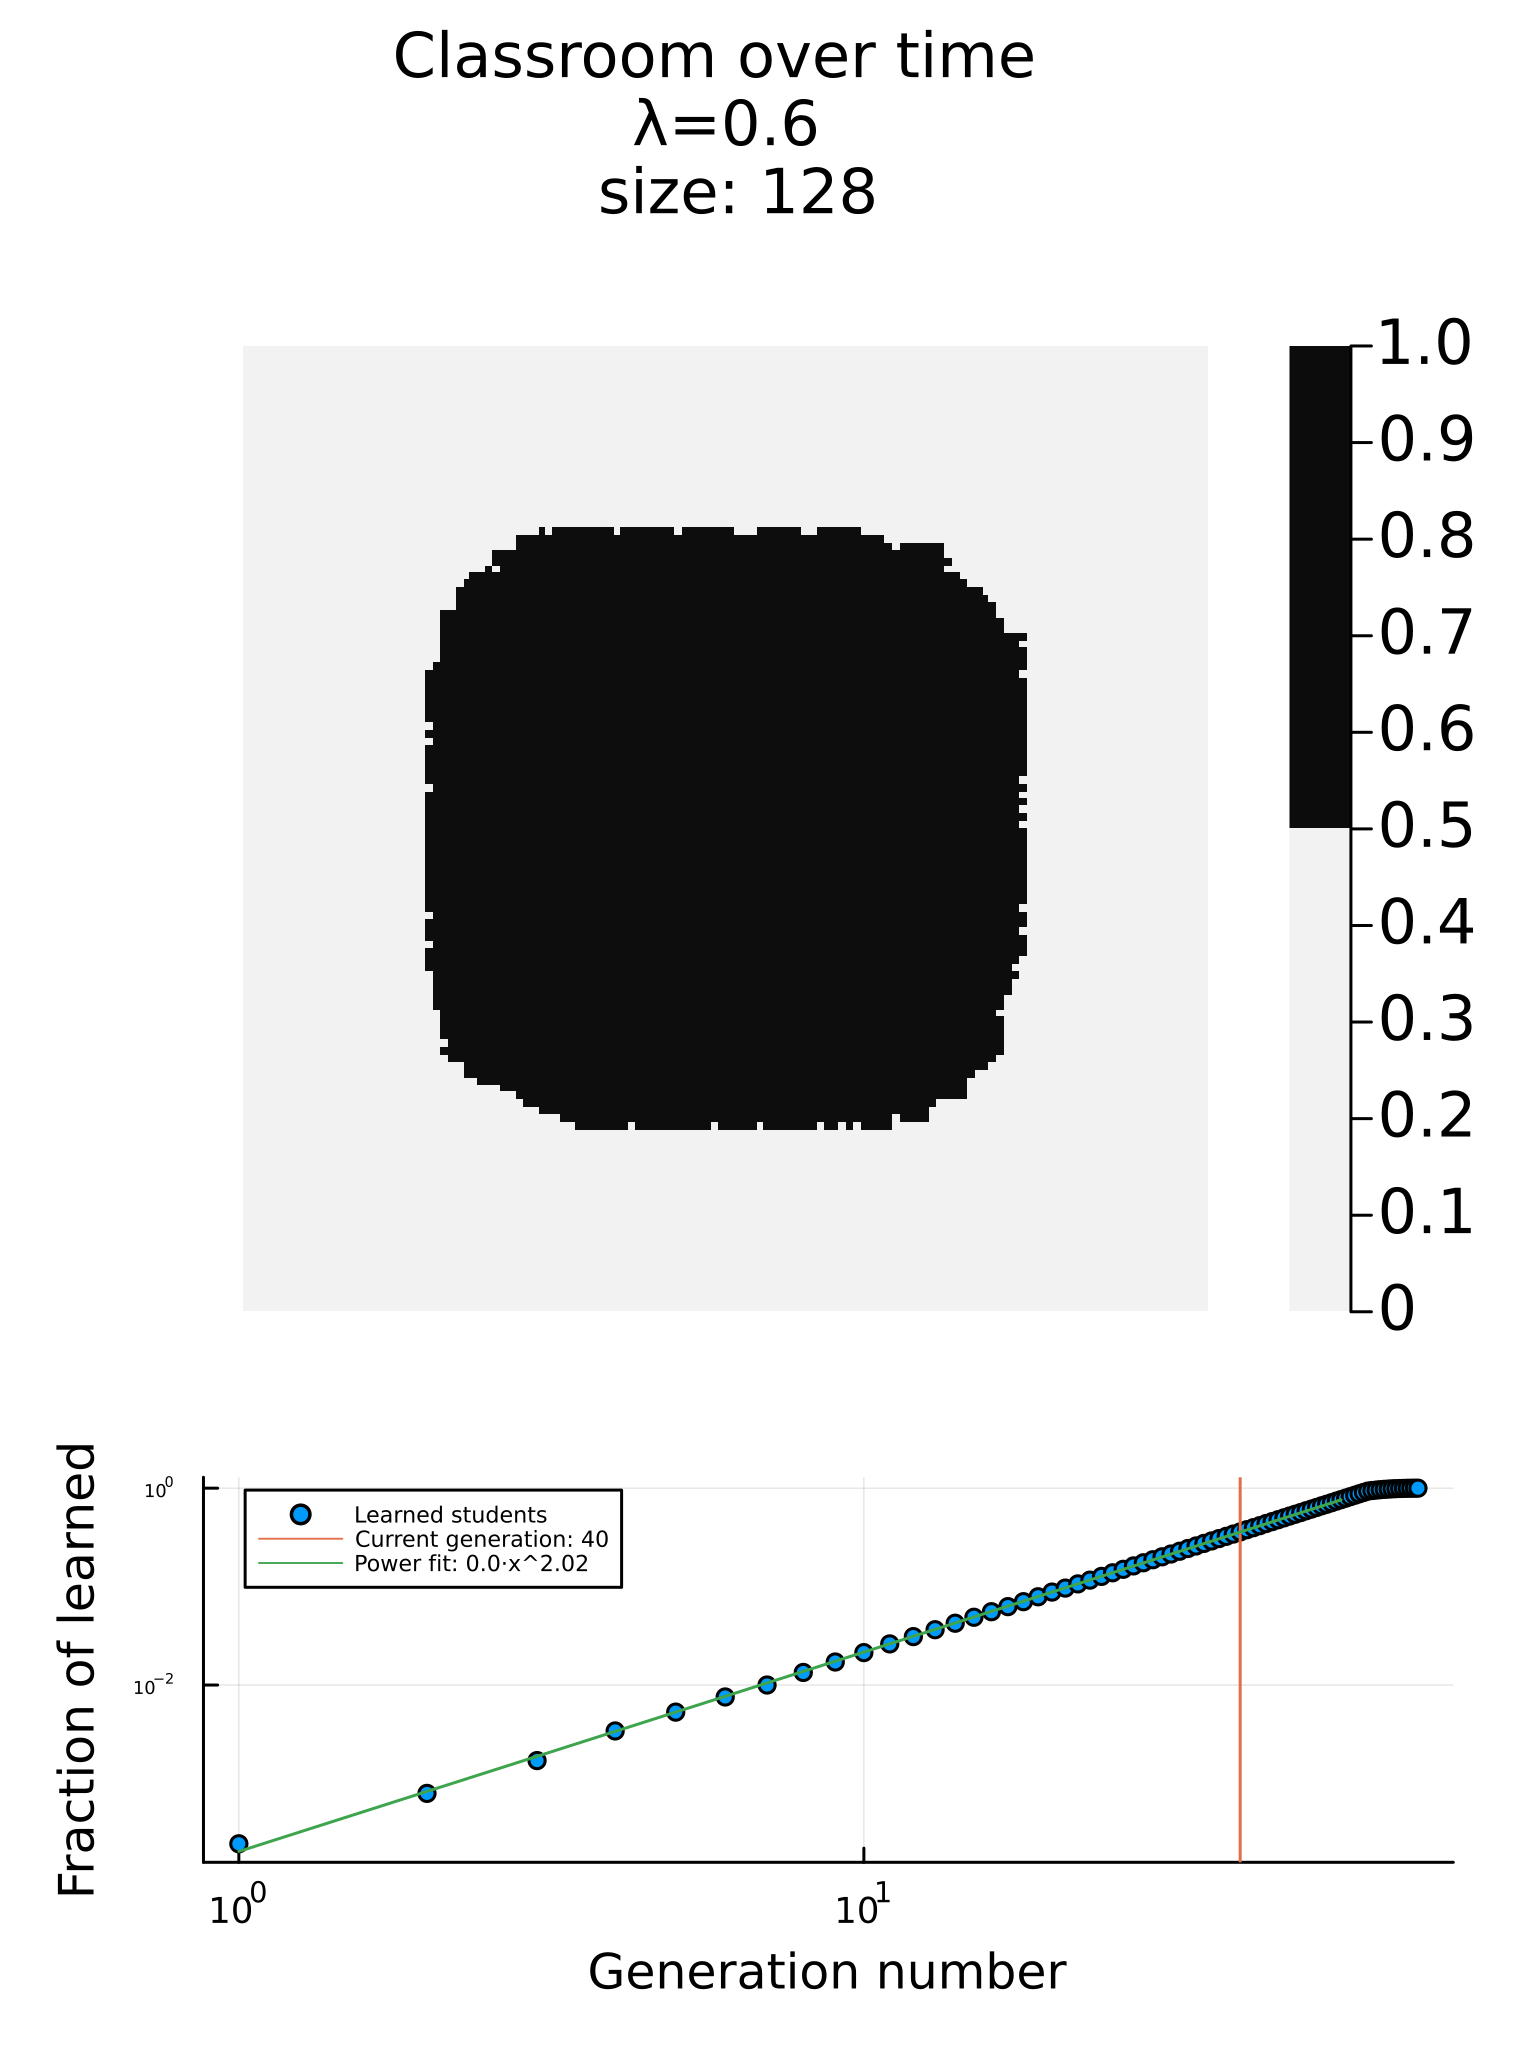 Classroom over time
λ=0.6
size: 128
1.0
0.9
0.8
0.7
0.6
0.5
0.4
0.3
0.2
0.1
0
Fraction of learned
10^0
10^-2
Learned students
Current generation: 40
Power fit: 0.0·x^2.02
10^0
10^1
Generation number